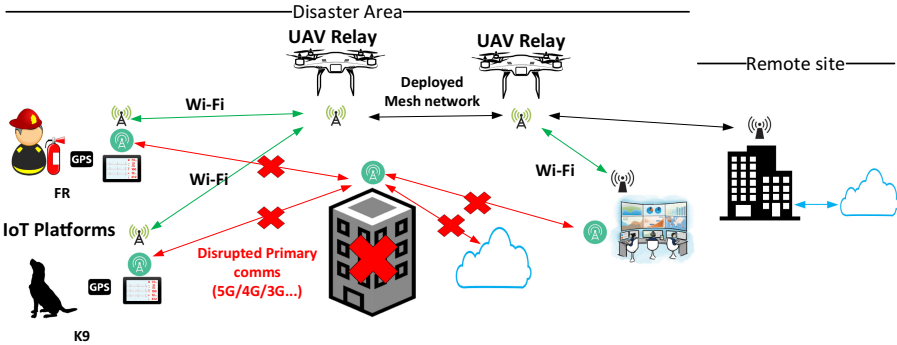 Disaster Area
UAV Relay
UAV Relay
Remote site
Deployed
Mesh network
Wi-Fi
GPS
FR
Wi-Fi
Wi-Fi
IoT Platforms
Disrupted Primary
comms
(5G/4G/3G...)
GPS
K9